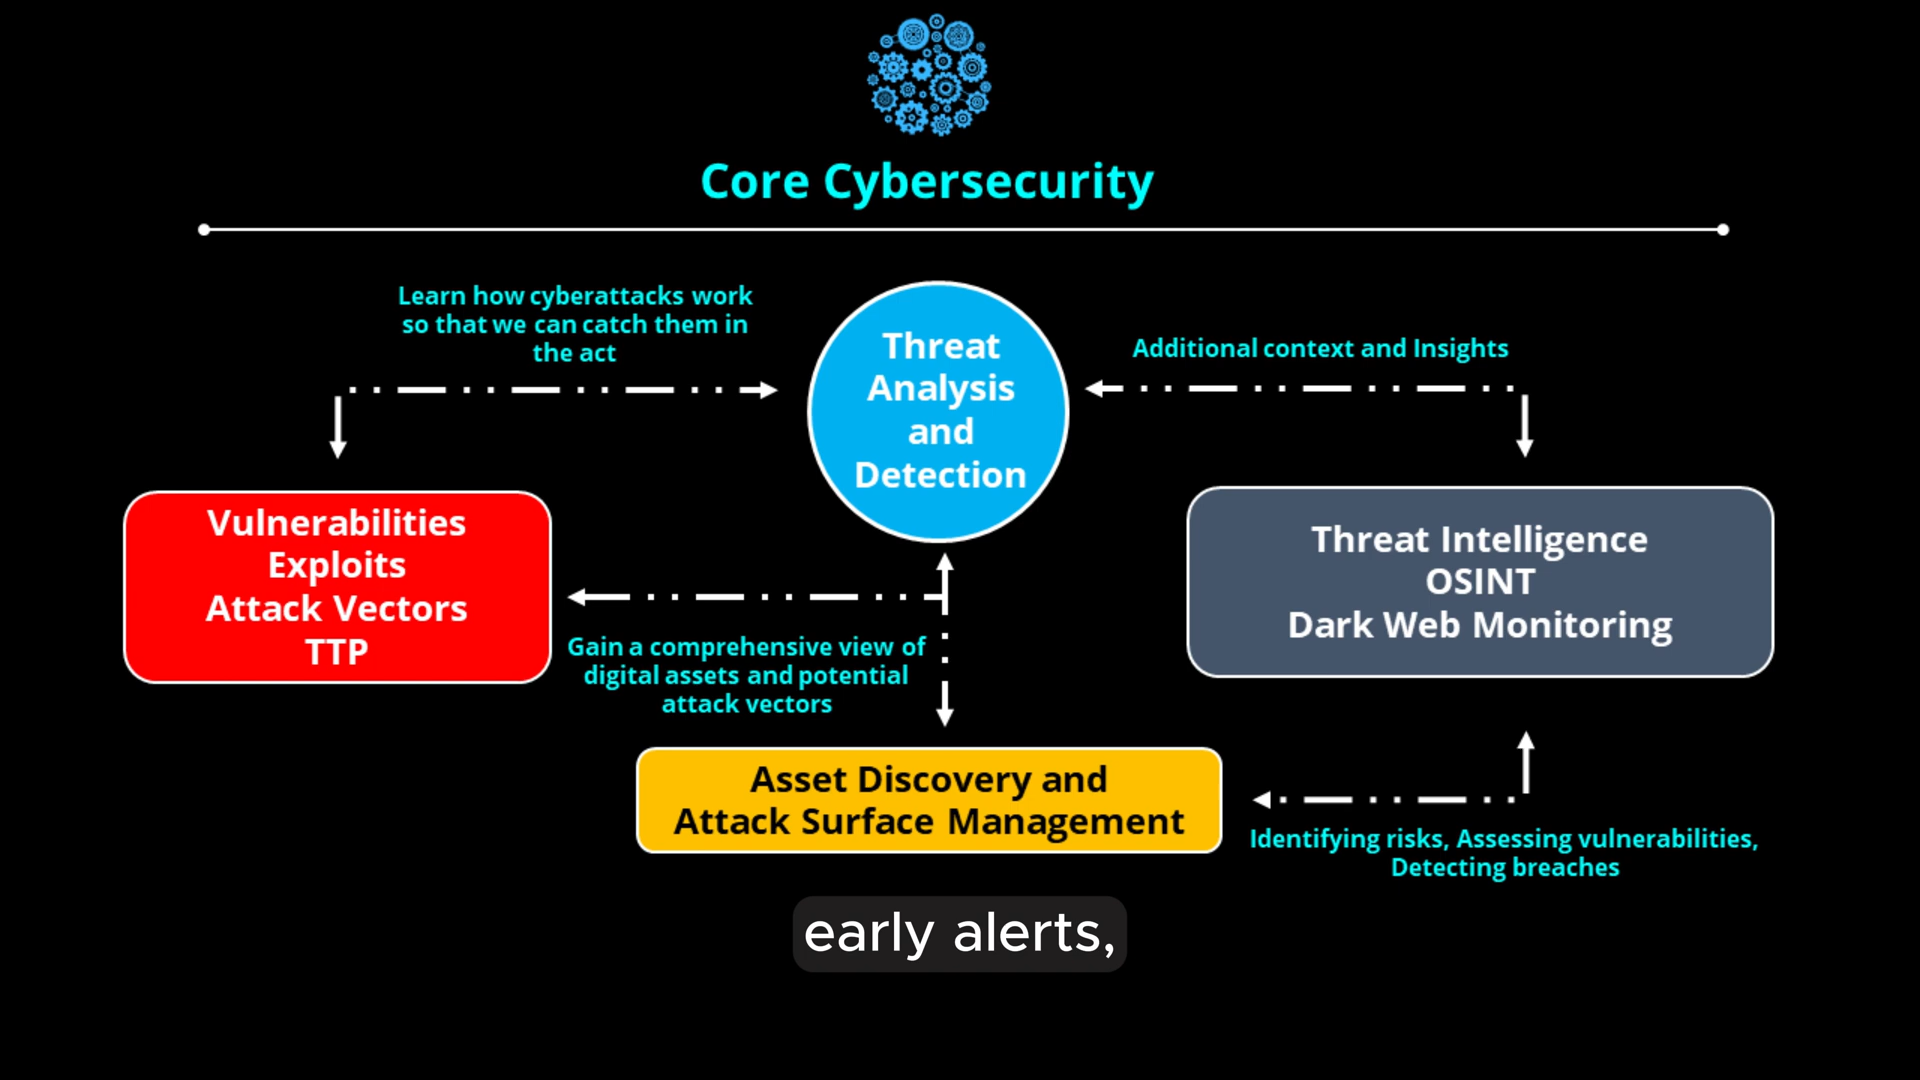 Core Cybersecurity
Learn how cyberattacks work
so that we can catch them in
the act
Threat
Analysis
and
Detection
Additional context and Insights
Vulnerabilities
Exploits
Attack Vectors
TTP
Threat Intelligence
OSINT
Dark Web Monitoring
Gain a comprehensive view of
digital assets and potential
attack vectors
Asset Discovery and
Attack Surface Management
Identifying risks, Assessing vulnerabilities,
Detecting breaches
early alerts,